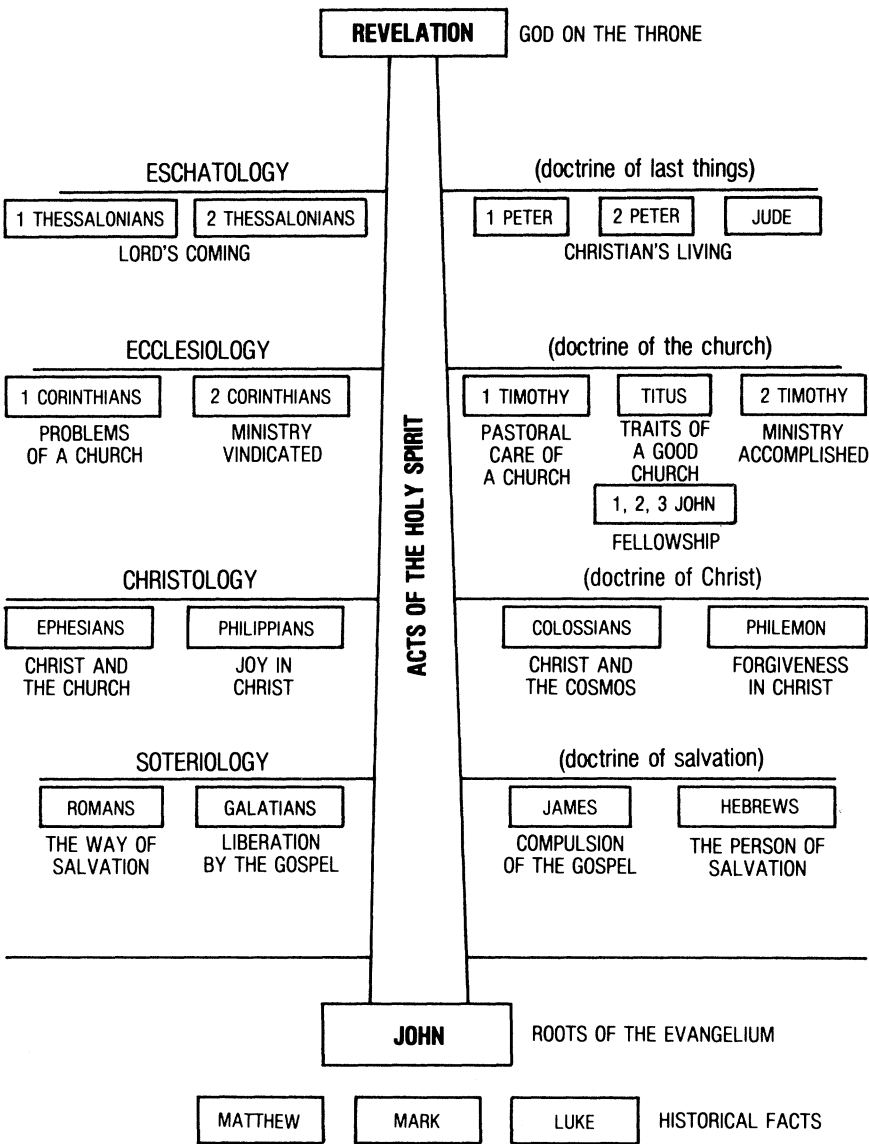 REVELATION GOD ON THE THRONE
ESCHATOLOGY (doctrine of last things)
1 THESSALONIANS 2 THESSALONIANS 1 PETER 2 PETER JUDE
LORD'S COMING CHRISTIAN'S LIVING
ECCLESIOLOGY (doctrine of the church)
1 CORINTHIANS 2 CORINTHIANS 1 TIMOTHY TITUS 2 TIMOTHY
PROBLEMS
OF A CHURCH
MINISTRY
VINDICATED
PASTORAL
CARE OF
A CHURCH
TRAITS OF
A GOOD
CHURCH
MINISTRY
ACCOMPLISHED
1, 2, 3 JOHN
FELLOWSHIP
ACTS OF THE HOLY SPIRIT
CHRISTOLOGY (doctrine of Christ)
EPHESIANS PHILIPPIANS COLOSSIANS PHILEMON
CHRIST AND
THE CHURCH
JOY IN
CHRIST
CHRIST AND
THE COSMOS
FORGIVENESS
IN CHRIST
SOTERIOLOGY (doctrine of salvation)
ROMANS GALATIANS JAMES HEBREWS
THE WAY OF
SALVATION
LIBERATION
BY THE GOSPEL
COMPULSION
OF THE GOSPEL
THE PERSON OF
SALVATION
JOHN ROOTS OF THE EVANGELIUM
MATTHEW MARK LUKE HISTORICAL FACTS